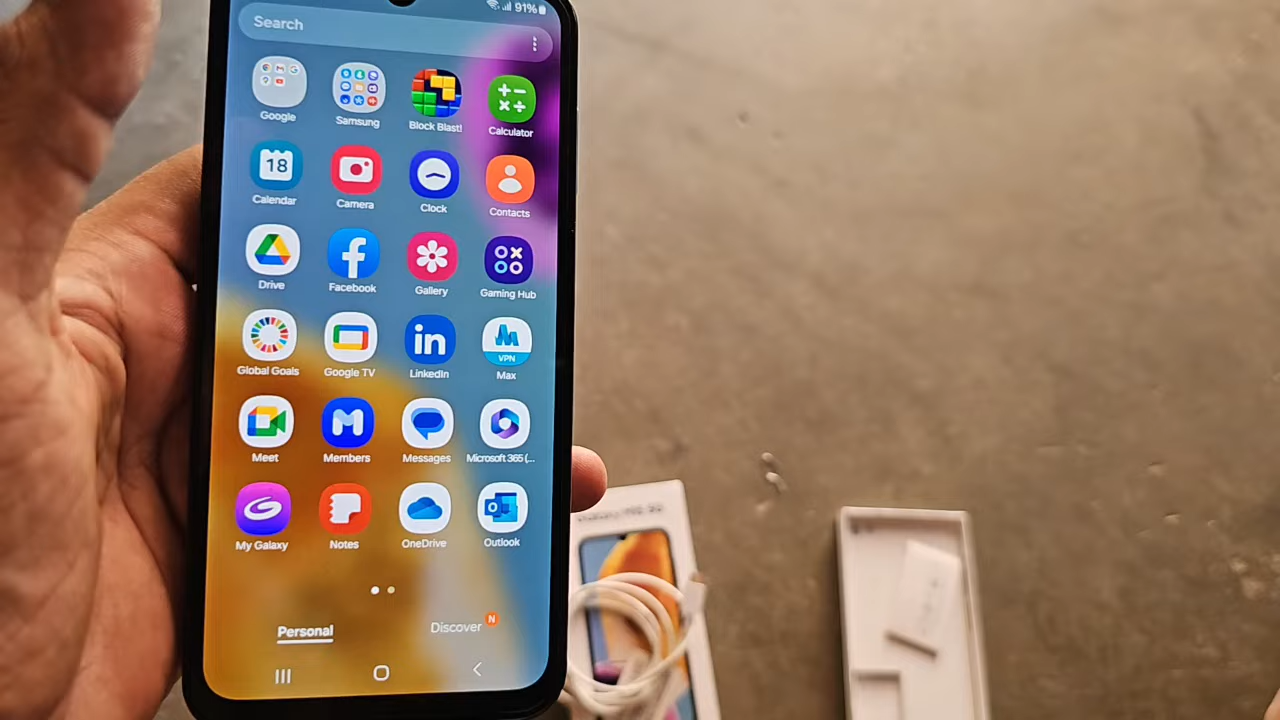 91%
Search
Google Samsung Block Blast! Calculator
18
Calendar Camera Clock Contacts
Drive Facebook Gallery Gaming Hub
in
VPN
Global Goals Google TV LinkedIn Max
Meet Members Messages Microsoft 365 (...
My Galaxy Notes OneDrive Outlook
Personal Discover N